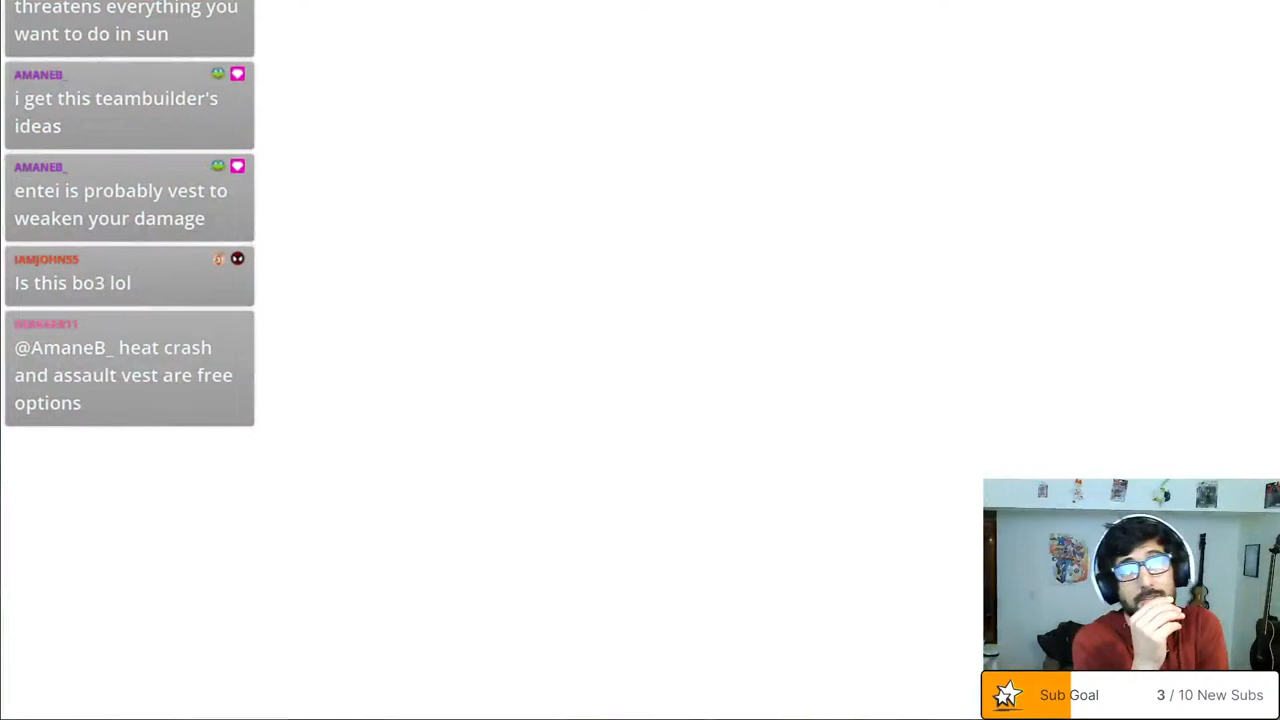 threatens everything you
want to do in sun
AMANEB_
i get this teambuilder's
ideas
AMANEB_
entei is probably vest to
weaken your damage
IAMJOHN55
Is this bo3 lol
@AmaneB_ heat crash
and assault vest are free
options
Sub Goal
3 / 10 New Subs